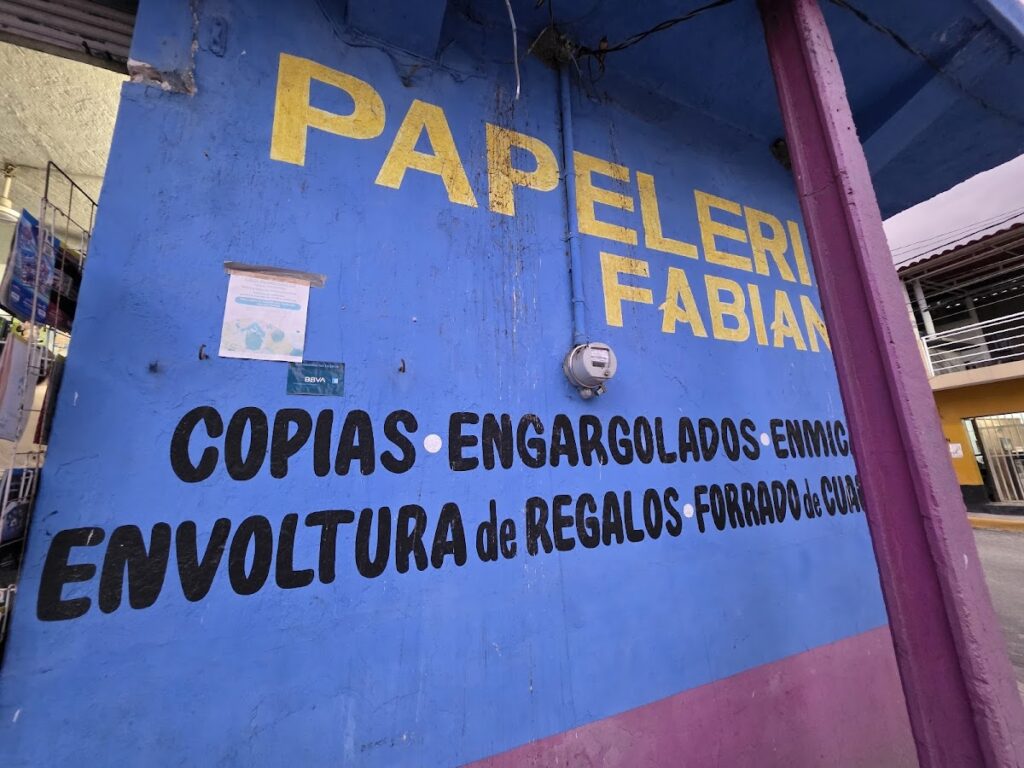 PAPELERI
FABIAN
BBVA
COPIAS • ENGARGOLADOS • ENMIC
ENVOLTURA de REGALOS • FORRADO de CUA